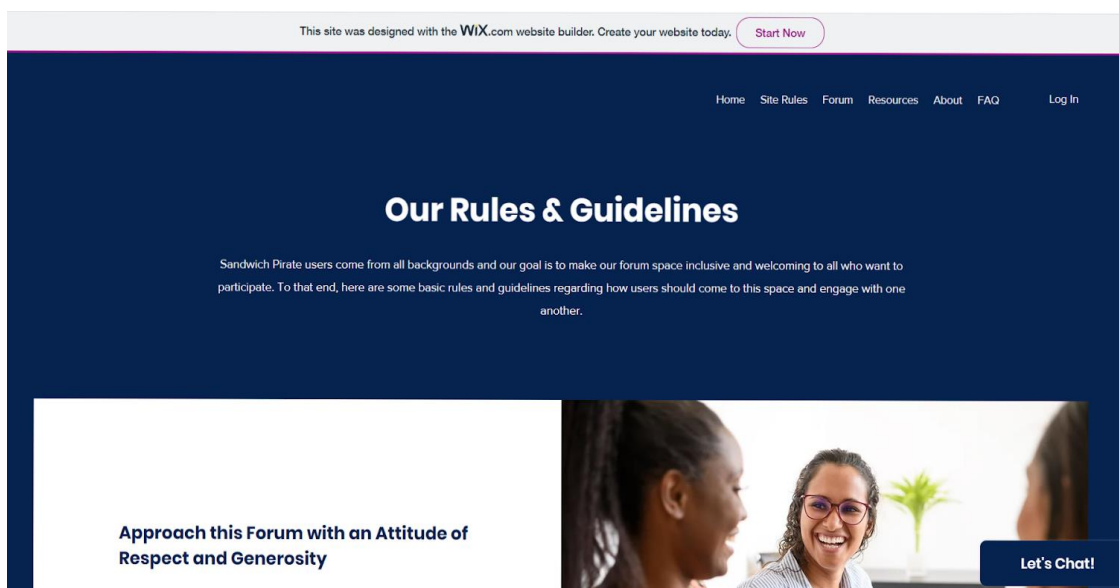 This site was designed with the WiX.com website builder. Create your website today. Start Now
Home Site Rules Forum Resources About FAQ Log In
Our Rules & Guidelines
Sandwich Pirate users come from all backgrounds and our goal is to make our forum space inclusive and welcoming to all who want to
participate. To that end, here are some basic rules and guidelines regarding how users should come to this space and engage with one
another.
Approach this Forum with an Attitude of
Respect and Generosity
Let's Chat!